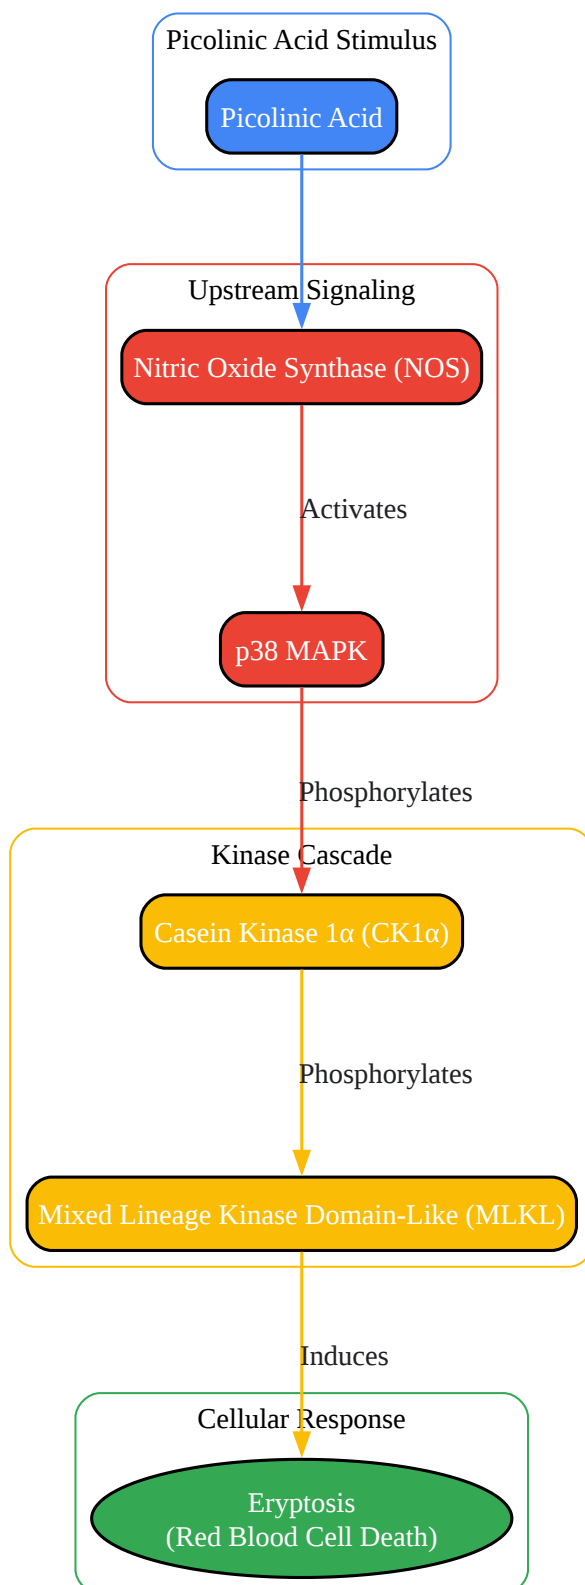 Picolinic Acid Stimulus
Picolinic Acid
Upstream Signaling
Nitric Oxide Synthase (NOS)
Activates
p38 MAPK
Phosphorylates
Kinase Cascade
Casein Kinase 1α (CK1α)
Phosphorylates
Mixed Lineage Kinase Domain-Like (MLKL)
Induces
Cellular Response
Eryptosis
(Red Blood Cell Death)